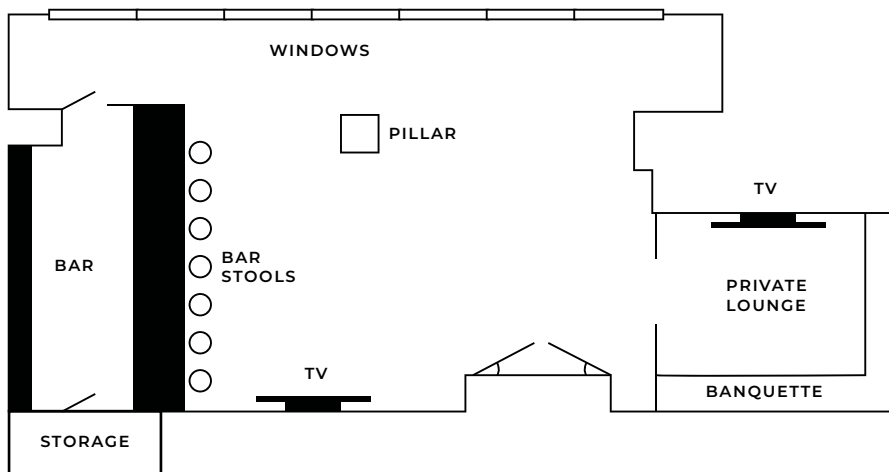 WINDOWS
PILLAR
TV
BAR
BAR
STOOLS
PRIVATE
LOUNGE
TV
BANQUETTE
STORAGE